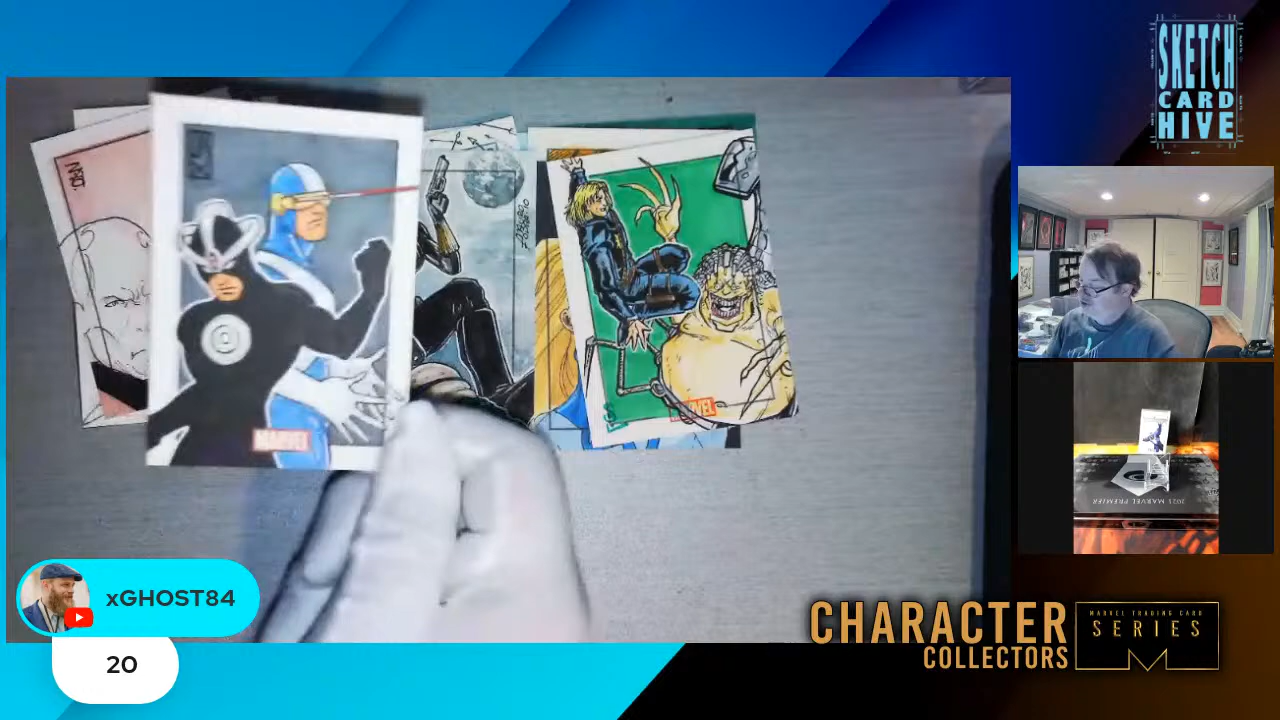 SKETCH
CARD
HIVE
MARVEL
MARVEL
2021 MARVEL PREMIER
xGHOST84
20
CHARACTER
COLLECTORS
MARVEL TRADING CARD
SERIES